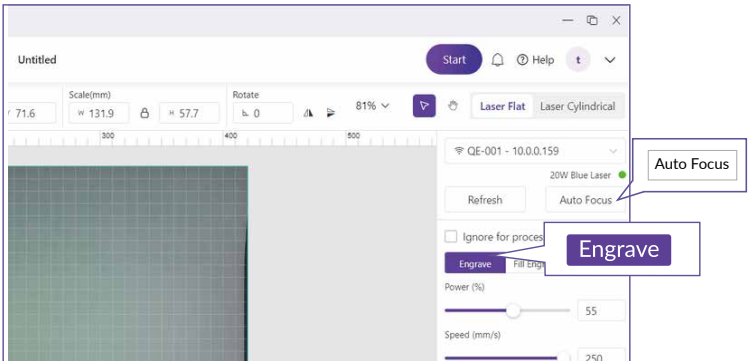 Untitled
Start
Help
t
Scale(mm)
Rotate
71.6
W 131.9
H 57.7
0
81%
Laser Flat
Laser Cylindrical
300
400
500
QE-001 - 10.0.0.159
20W Blue Laser
Refresh
Auto Focus
Auto Focus
Ignore for proces
Engrave
Engrave
Fill Engr
Power (%)
55
Speed (mm/s)
250